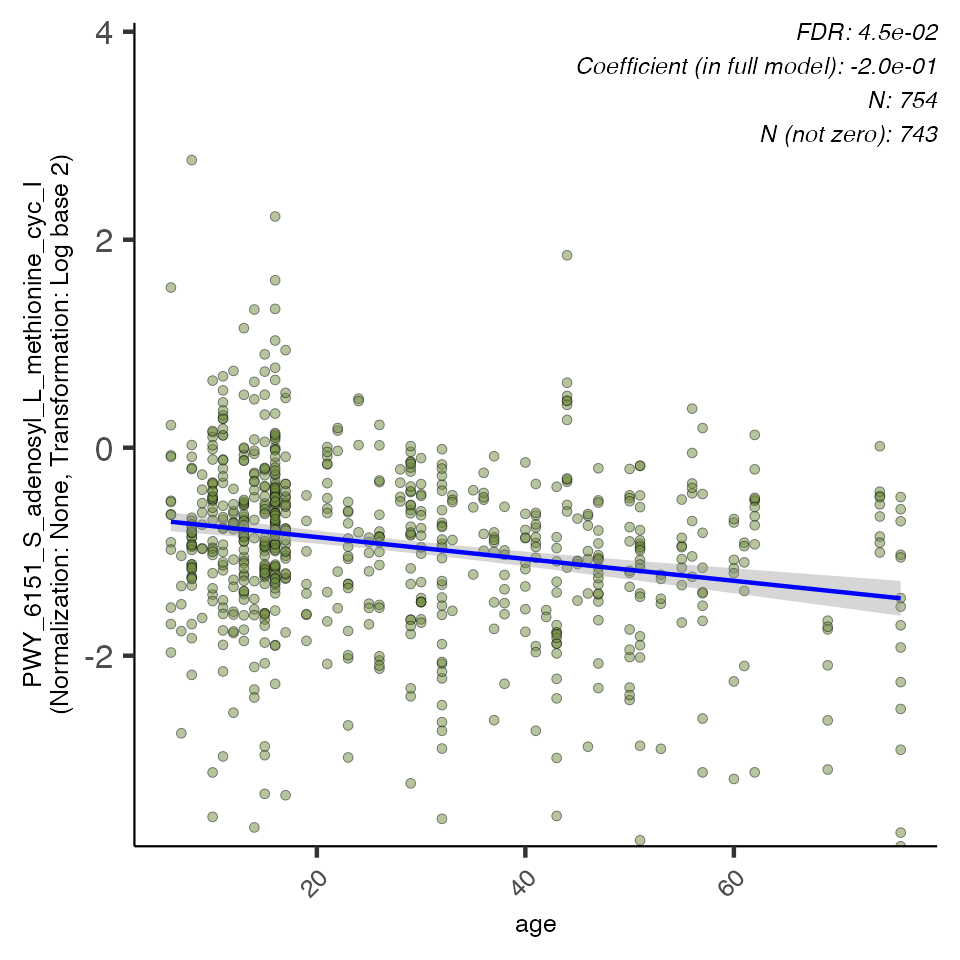 FDR: 4.5e-02
Coefficient (in full model): -2.0e-01
N: 754
N (not zero): 743
PWY_6151_S_adenosyl_L_methionine_cyc_I
(Normalization: None, Transformation: Log base 2)
4
2
0
-2
20
40
60
age